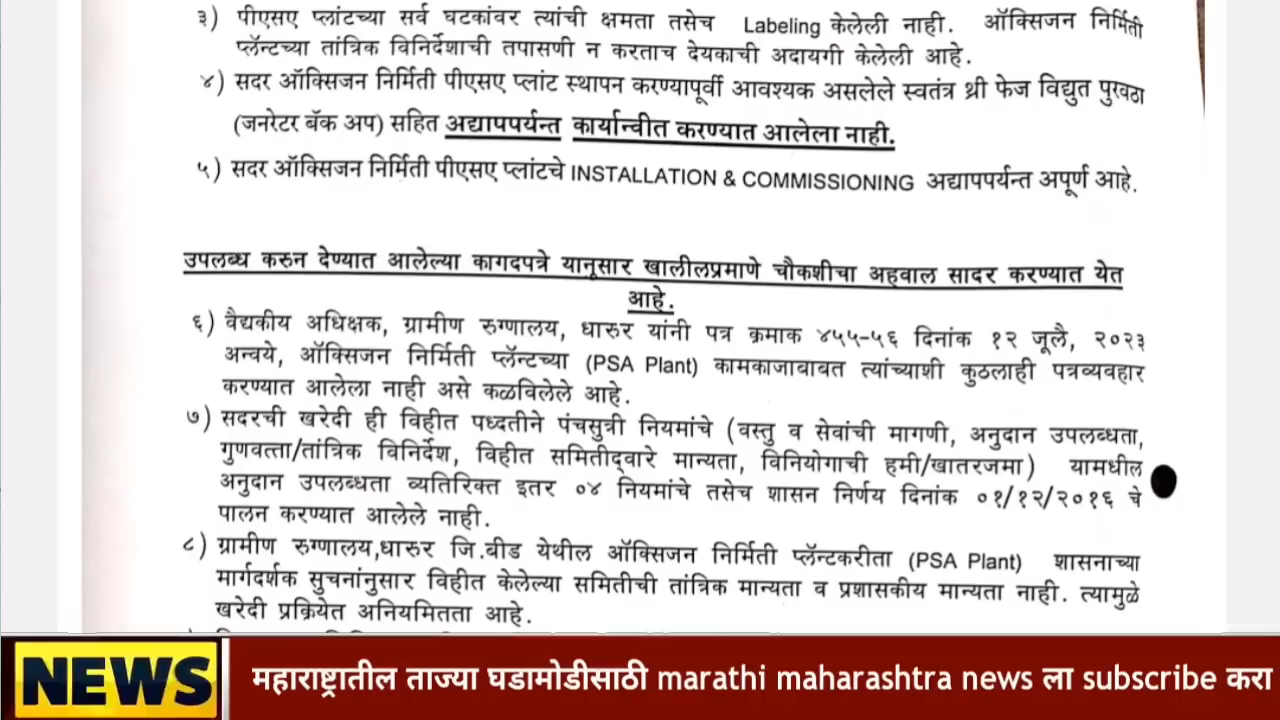 ३) पीएसए प्लांटच्या सर्व घटकांवर त्यांची क्षमता तसेच Labeling केलेली नाही. ऑक्सिजन निर्मिती
प्लॅन्टच्या तांत्रिक विनिर्देशाची तपासणी न करताच देयकाची अदायगी केलेली आहे.
४) सदर ऑक्सिजन निर्मिती पीएसए प्लांट स्थापन करण्यापूर्वी आवश्यक असलेले स्वतंत्र थ्री फेज विद्युत पुरवठा
(जनरेटर बॅक अप) सहित अद्यापपर्यन्त कार्यान्वीत करण्यात आलेला नाही.
५) सदर ऑक्सिजन निर्मिती पीएसए प्लांटचे INSTALLATION & COMMISSIONING अद्यापपर्यन्त अपूर्ण आहे.
उपलब्ध करुन देण्यात आलेल्या कागदपत्रे यानुसार खालीलप्रमाणे चौकशीचा अहवाल सादर करण्यात येत
आहे.
६) वैद्यकीय अधिक्षक, ग्रामीण रुग्णालय, धारुर यांनी पत्र क्रमाक ४५५-५६ दिनांक १२ जूलै, २०२३
अन्वये, ऑक्सिजन निर्मिती प्लॅन्टच्या (PSA Plant) कामकाजाबाबत त्यांच्याशी कुठलाही पत्रव्यवहार
करण्यात आलेला नाही असे कळविलेले आहे.
७) सदरची खरेदी ही विहीत पध्दतीने पंचसुत्री नियमांचे (वस्तु व सेवांची मागणी, अनुदान उपलब्धता,
गुणवत्ता/तांत्रिक विनिर्देश, विहीत समितीद्वारे मान्यता, विनियोगाची हमी/खातरजमा) यामधील
अनुदान उपलब्धता व्यतिरिक्त इतर ०४ नियमांचे तसेच शासन निर्णय दिनांक ०१/१२/२०१६ चे
पालन करण्यात आलेले नाही.
८) ग्रामीण रुग्णालय,धारुर जि.बीड येथील ऑक्सिजन निर्मिती प्लॅन्टकरीता (PSA Plant) शासनाच्या
मार्गदर्शक सुचनांनुसार विहीत केलेल्या समितीची तांत्रिक मान्यता व प्रशासकीय मान्यता नाही. त्यामुळे
खरेदी प्रक्रियेत अनियमितता आहे.
NEWS महाराष्ट्रातील ताज्या घडामोडीसाठी marathi maharashtra news ला subscribe करा